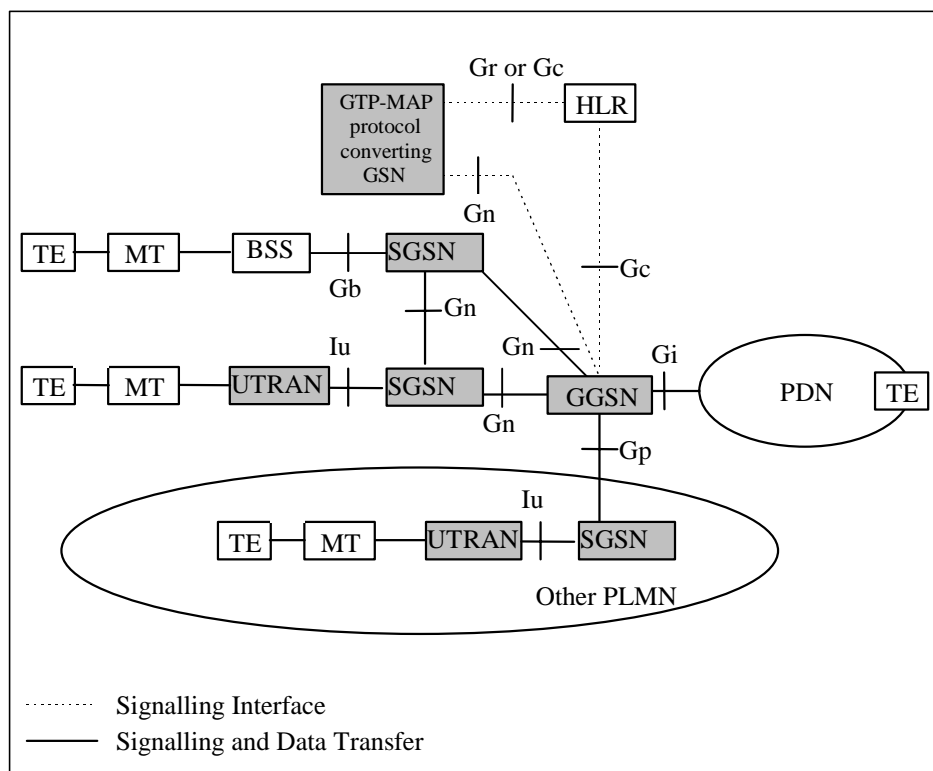 Gr or Gc
GTP-MAP
protocol
converting
GSN
HLR
Gn
TE
MT
BSS
Gb
SGSN
Gn
Gc
Gn
Iu
Gi
TE
MT
UTRAN
SGSN
Gn
GGSN
PDN
TE
Gp
Iu
TE
MT
UTRAN
SGSN
Other PLMN
Signalling Interface
Signalling and Data Transfer